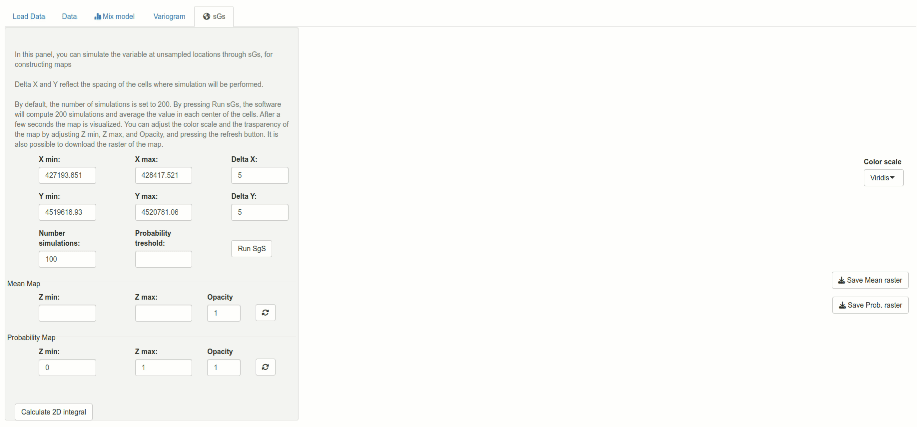 Load Data Data Mix model Variogram sGs
In this panel, you can simulate the variable at unsampled locations through sGs, for
constructing maps
Delta X and Y reflect the spacing of the cells where simulation will be performed.
By default, the number of simulations is set to 200. By pressing Run sGs, the software
will compute 200 simulations and average the value in each center of the cells. After a
few seconds the map is visualized. You can adjust the color scale and the trasparency of
the map by adjusting Z min, Z max, and Opacity, and pressing the refresh button. It is
also possible to download the raster of the map.
X min: X max: Delta X:
427193.651 428417.521 5
Y min: Y max: Delta Y:
4519618.93 4520781.06 5
Number
simulations:
Probability
treshold:
Run SgS
100
Mean Map
Z min: Z max: Opacity
1
Probability Map
Z min: Z max: Opacity
0 1 1
Calculate 2D integral
Color scale
Viridis
Save Mean raster
Save Prob. raster